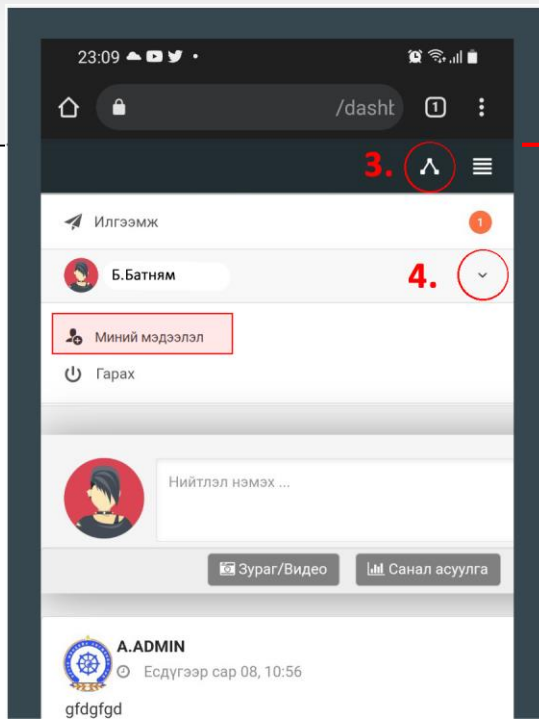 23:09
/dasht
1
3.
Илгээмж
1
Б.Батням
4.
Миний мэдээлэл
Гарах
Нийтлэл нэмэх ...
Зураг/Видео
Санал асуулга
A.ADMIN
Есдүгээр сар 08, 10:56
gfdgfgd